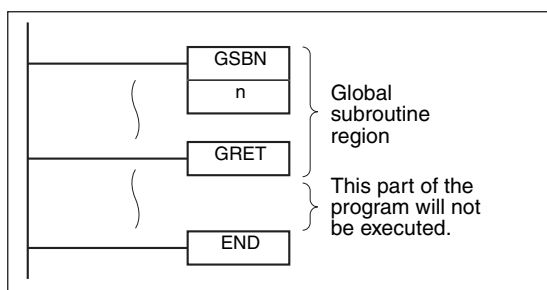 GSBN
n
Global
subroutine
region
GRET
This part of the
program will not
be executed.
END